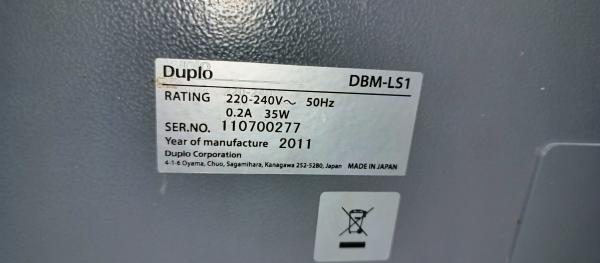 Duplo DBM-LS1
RATING 220-240V～ 50Hz
0.2A 35W
SER.NO. 110700277
Year of manufacture 2011
Duplo Corporation
4-1-6 Oyama, Chuo, Sagamihara, Kanagawa 252-5280, Japan MADE IN JAPAN